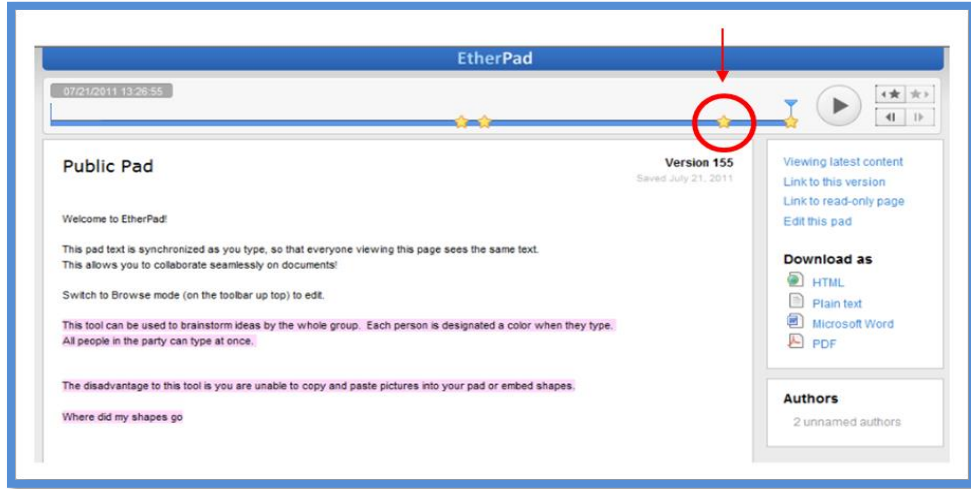 EtherPad
07/21/2011 13:26:55
Public Pad
Version 155
Saved July 21, 2011
Welcome to EtherPad!
This pad text is synchronized as you type, so that everyone viewing this page sees the same text.
This allows you to collaborate seamlessly on documents!
Switch to Browse mode (on the toolbar up top) to edit.
This tool can be used to brainstorm ideas by the whole group. Each person is designated a color when they type.
All people in the party can type at once.
The disadvantage to this tool is you are unable to copy and paste pictures into your pad or embed shapes.
Where did my shapes go
Viewing latest content
Link to this version
Link to read-only page
Edit this pad
Download as
HTML
Plain text
Microsoft Word
PDF
Authors
2 unnamed authors